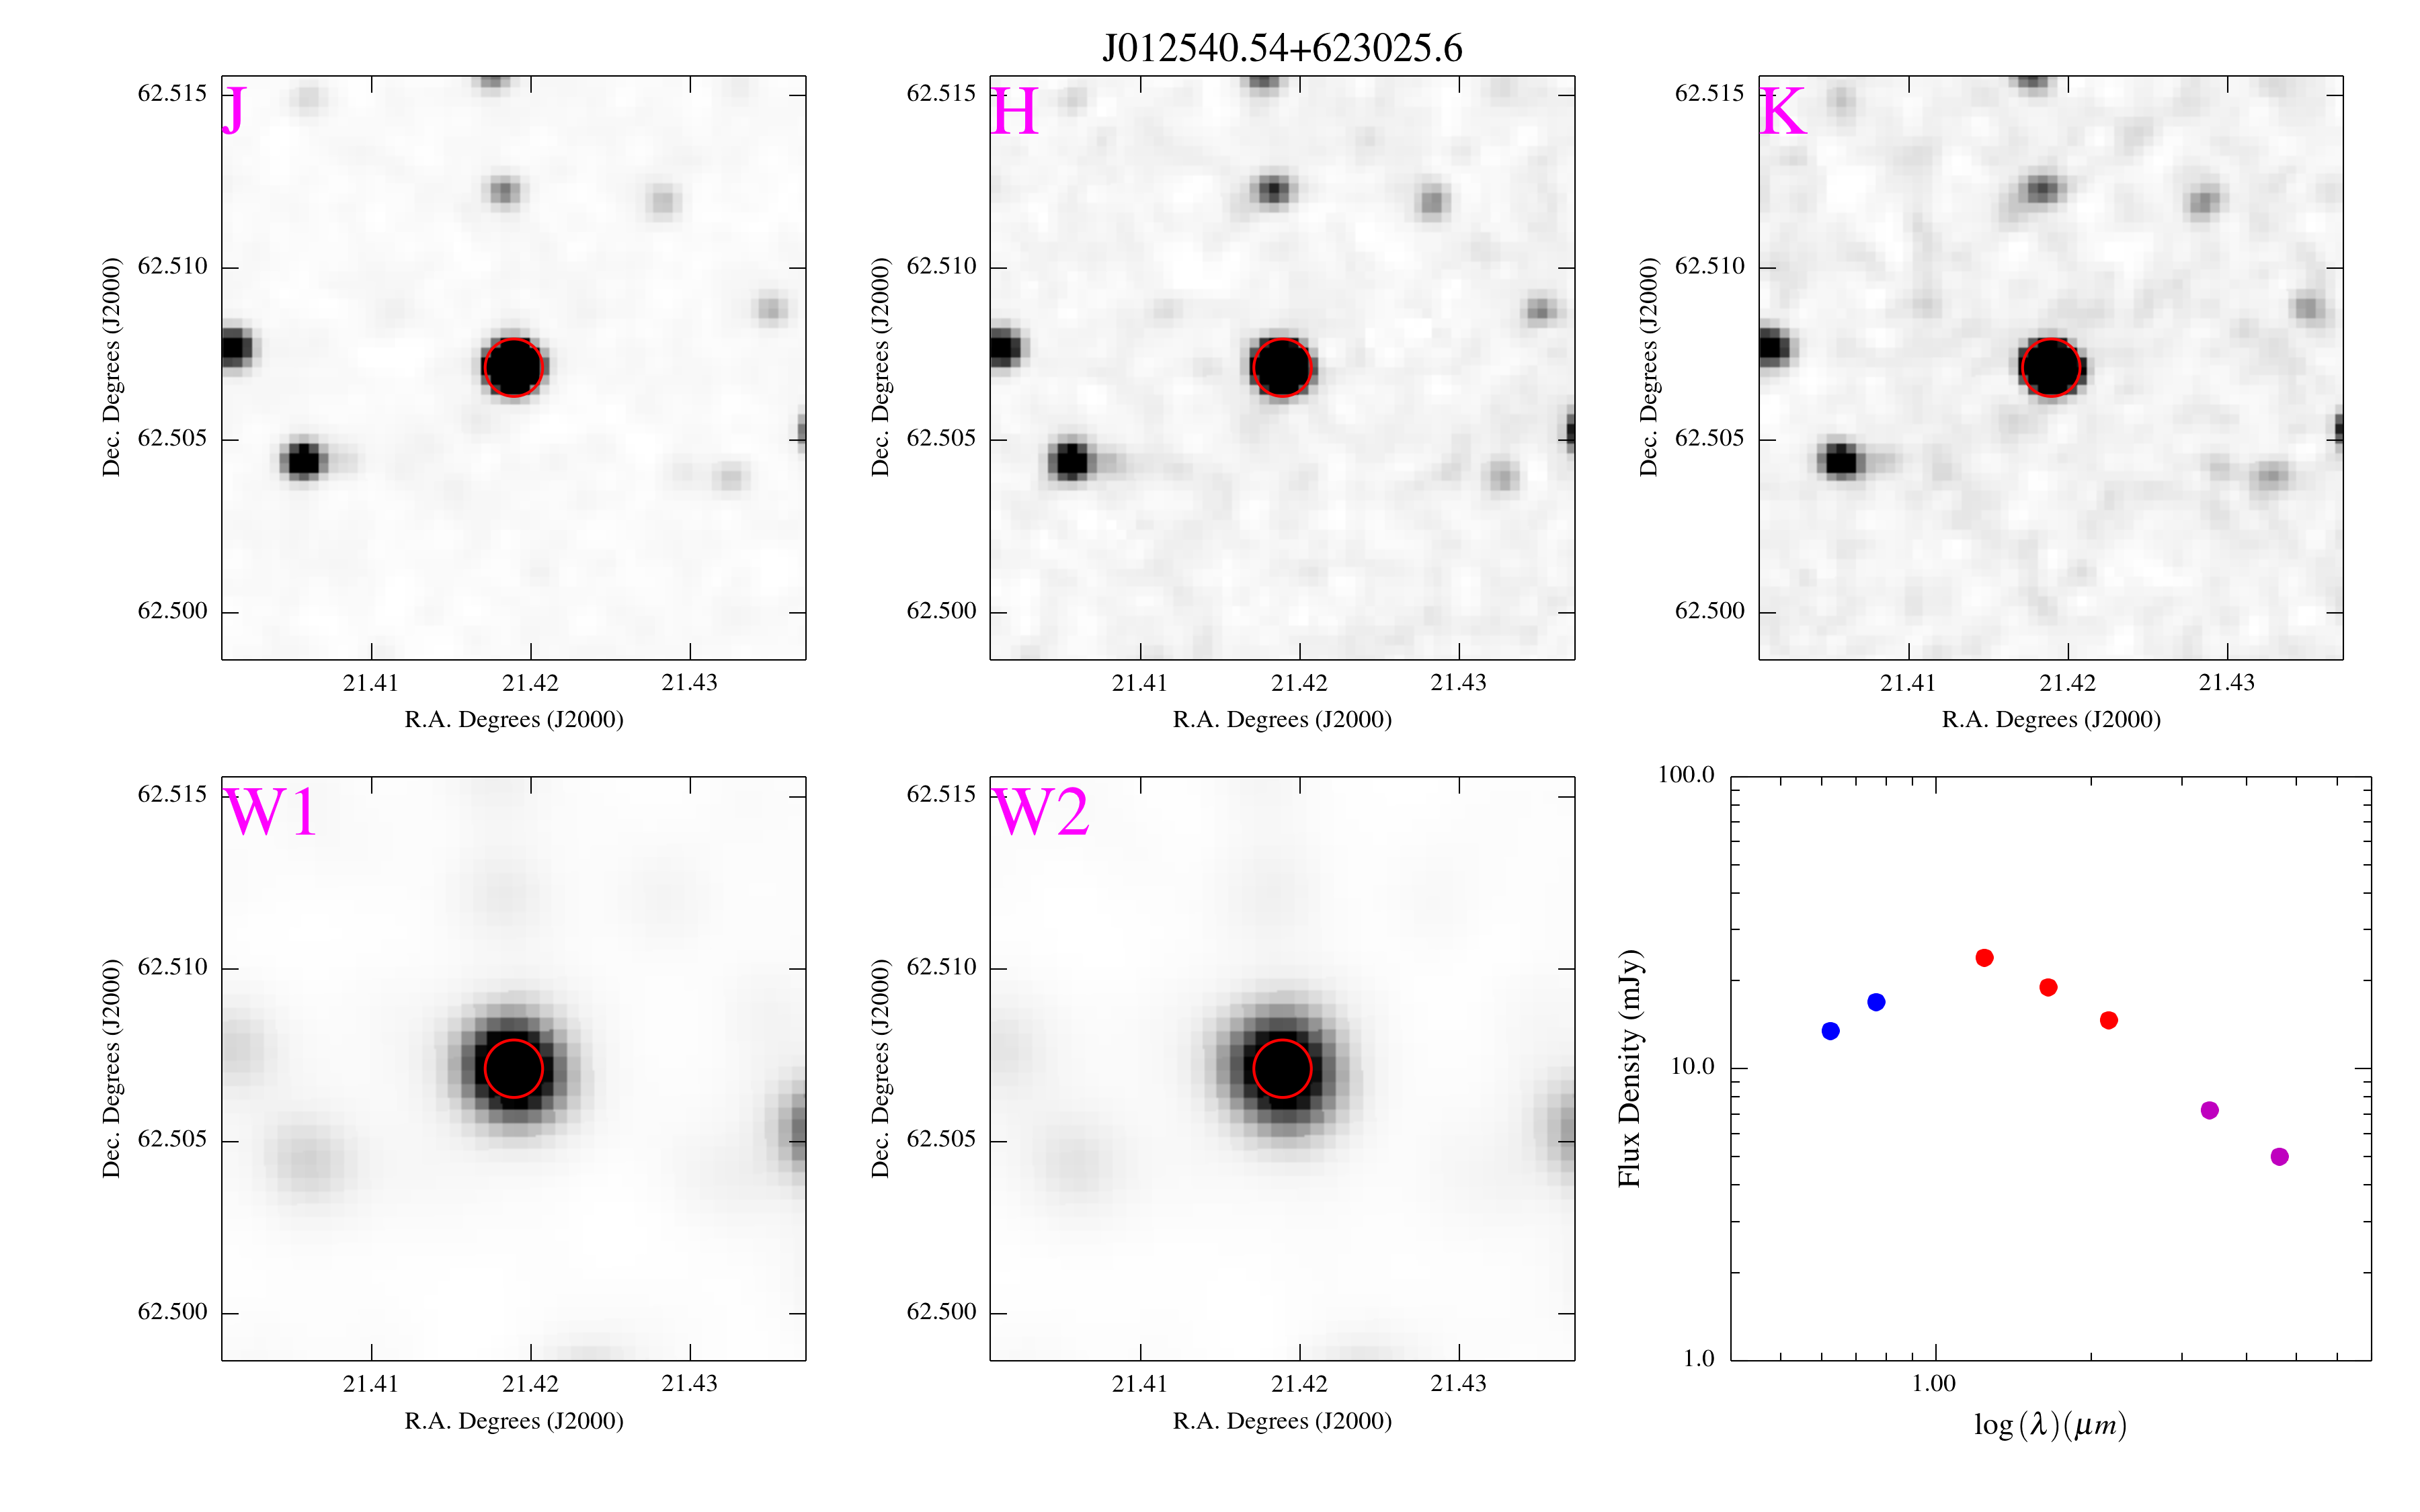 J012540.54+623025.6
J
62.515
62.510
62.505
62.500
Dec. Degrees (J2000)
21.41 21.42 21.43
R.A. Degrees (J2000)
H
62.515
62.510
62.505
62.500
Dec. Degrees (J2000)
21.41 21.42 21.43
R.A. Degrees (J2000)
K
62.515
62.510
62.505
62.500
Dec. Degrees (J2000)
21.41 21.42 21.43
R.A. Degrees (J2000)
W1
62.515
62.510
62.505
62.500
Dec. Degrees (J2000)
21.41 21.42 21.43
R.A. Degrees (J2000)
W2
62.515
62.510
62.505
62.500
Dec. Degrees (J2000)
21.41 21.42 21.43
R.A. Degrees (J2000)
100.0
10.0
1.0
Flux Density (mJy)
1.00
log(λ)(μm)